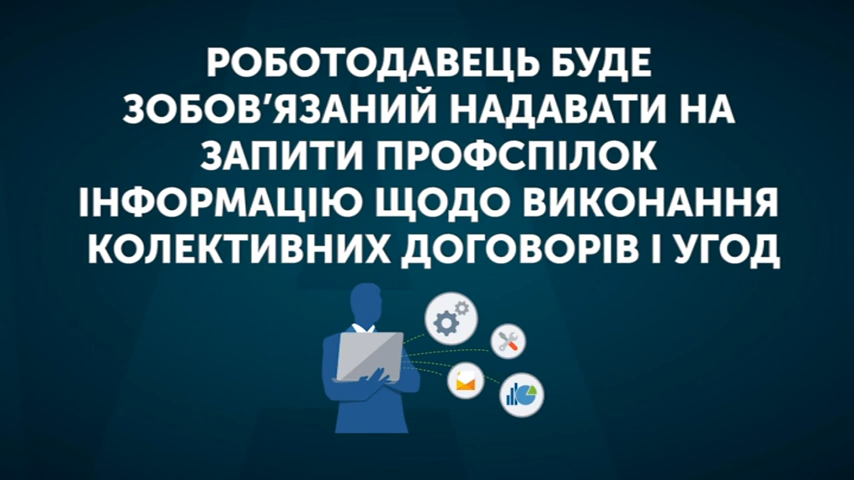 РОБОТОДАВЕЦЬ БУДЕ
ЗОБОВ'ЯЗАНИЙ НАДАВАТИ НА
ЗАПИТИ ПРОФСПІЛОК
ІНФОРМАЦІЮ ЩОДО ВИКОНАННЯ
КОЛЕКТИВНИХ ДОГОВОРІВ І УГОД